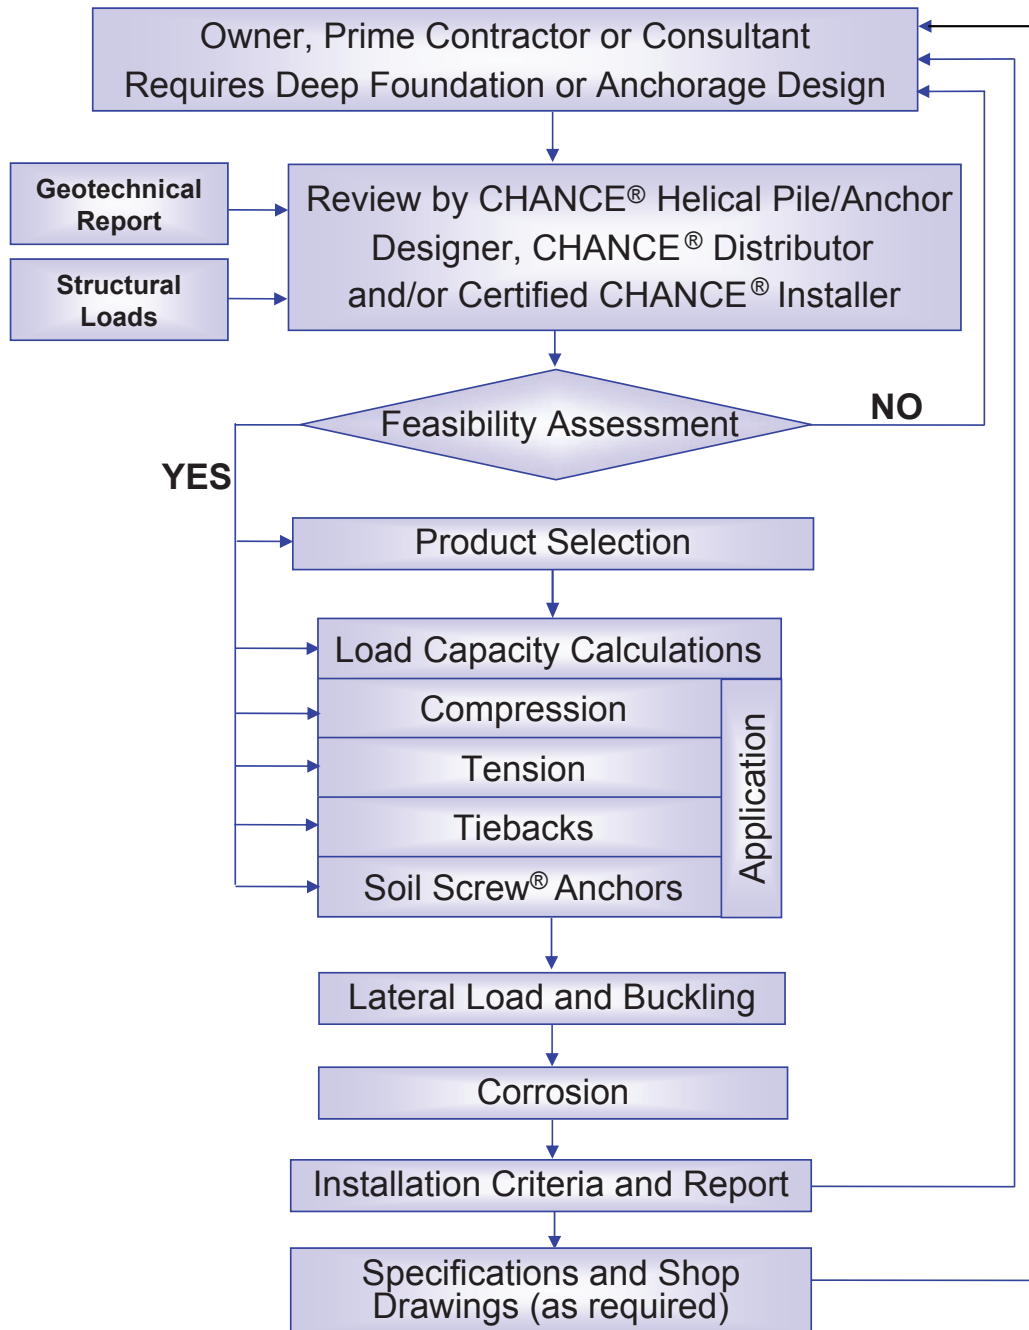 Owner, Prime Contractor or Consultant
Requires Deep Foundation or Anchorage Design
Geotechnical
Report
Structural
Loads
Review by CHANCE® Helical Pile/Anchor
Designer, CHANCE® Distributor
and/or Certified CHANCE® Installer
Feasibility Assessment
NO
YES
Product Selection
Load Capacity Calculations
Compression
Tension
Tiebacks
Soil Screw® Anchors
Application
Lateral Load and Buckling
Corrosion
Installation Criteria and Report
Specifications and Shop
Drawings (as required)